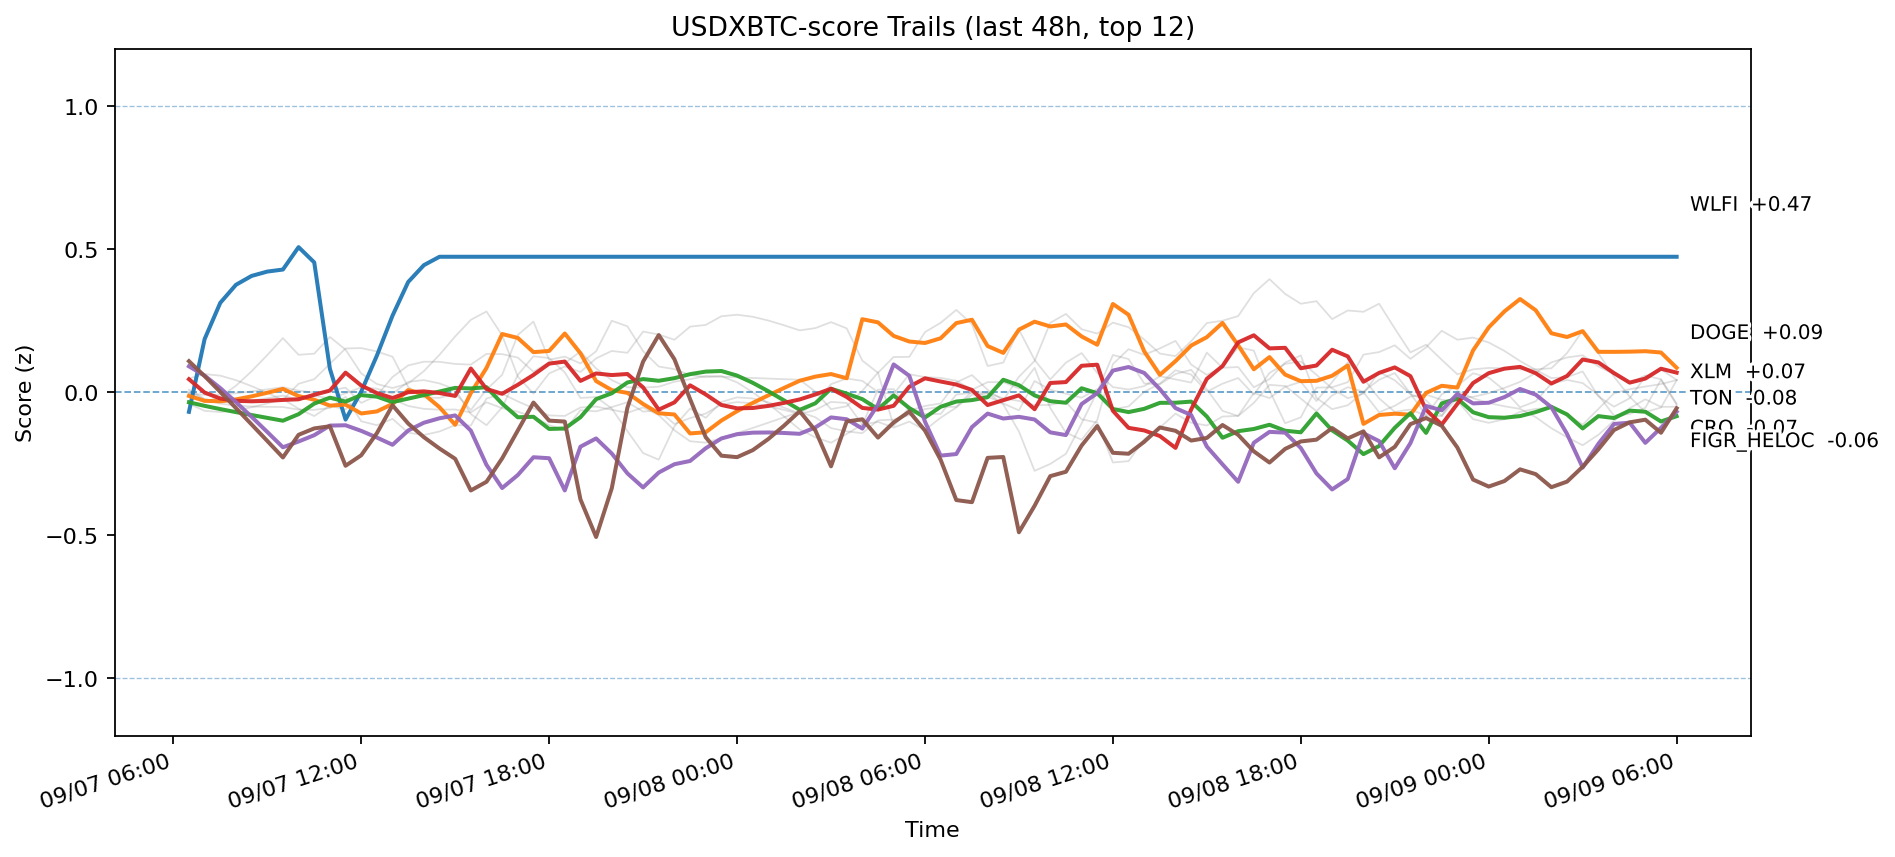 USDXBTC-score Trails (last 48h, top 12)
Score (z)
1.0
0.5
0.0
−0.5
−1.0
WLFI +0.47
DOGE +0.09
XLM +0.07
TON -0.08
CRO -0.07
FIGR_HELOC -0.06
09/07 06:00
09/07 12:00
09/07 18:00
09/08 00:00
09/08 06:00
09/08 12:00
09/08 18:00
09/09 00:00
09/09 06:00
Time